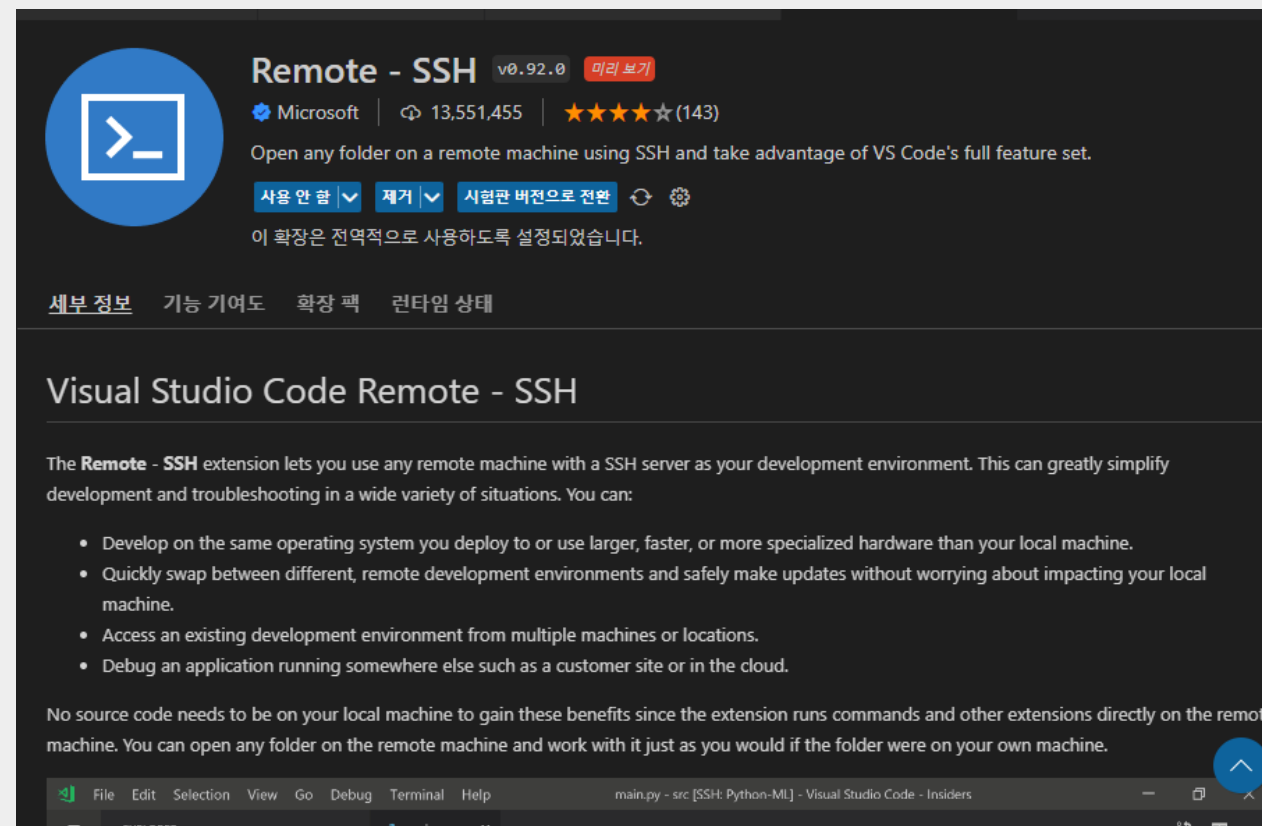 Remote - SSH v0.92.0 미리 보기
Microsoft 13,551,455 (143)
Open any folder on a remote machine using SSH and take advantage of VS Code's full feature set.
사용 안 함 제거 시험판 버전으로 전환
이 확장은 전역적으로 사용하도록 설정되었습니다.
세부 정보 기능 기여도 확장 팩 런타임 상태
Visual Studio Code Remote - SSH
The Remote - SSH extension lets you use any remote machine with a SSH server as your development environment. This can greatly simplify
development and troubleshooting in a wide variety of situations. You can:
• Develop on the same operating system you deploy to or use larger, faster, or more specialized hardware than your local machine.
• Quickly swap between different, remote development environments and safely make updates without worrying about impacting your local
machine.
• Access an existing development environment from multiple machines or locations.
• Debug an application running somewhere else such as a customer site or in the cloud.
No source code needs to be on your local machine to gain these benefits since the extension runs commands and other extensions directly on the remot
machine. You can open any folder on the remote machine and work with it just as you would if the folder were on your own machine.
File Edit Selection View Go Debug Terminal Help main.py - src [SSH: Python-ML] - Visual Studio Code - Insiders